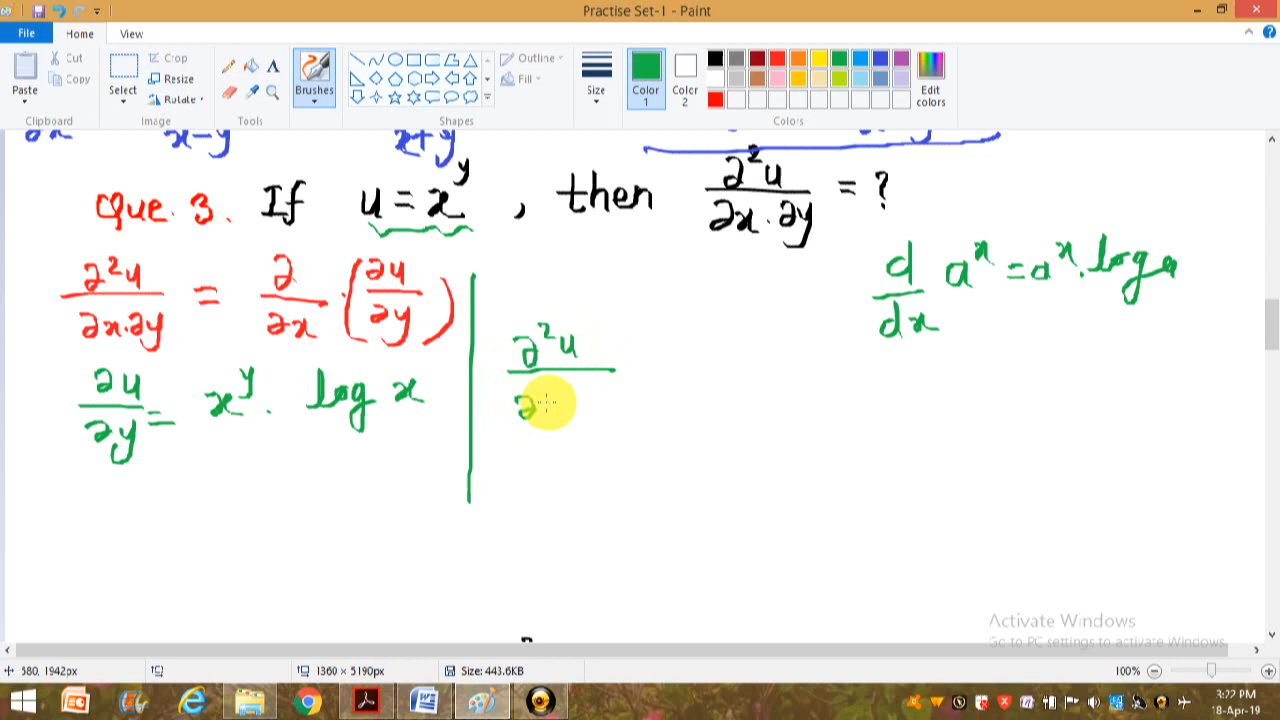 Practise Set-1 - Paint
File Home View
Paste
Cut
Copy
Clipboard
Select
Crop
Resize
Rotate
Image
Tools
Brushes
Outline
Fill
Shapes
Size
Color 1
Color 2
Edit colors
Colors
∂x x-y x+y
Que. 3. If u = x^y , then ∂²u/∂x·∂y = ?
∂²u/∂x·∂y = ∂/∂x·(∂u/∂y)
d/dx a^x = a^x. log a
∂u/∂y = x^y. log x
∂²u/∂
Activate Windows
Go to PC settings to activate Windows.
580, 1942px
1360 × 5190px
Size: 443.6KB
100%
3:22 PM
18-Apr-19